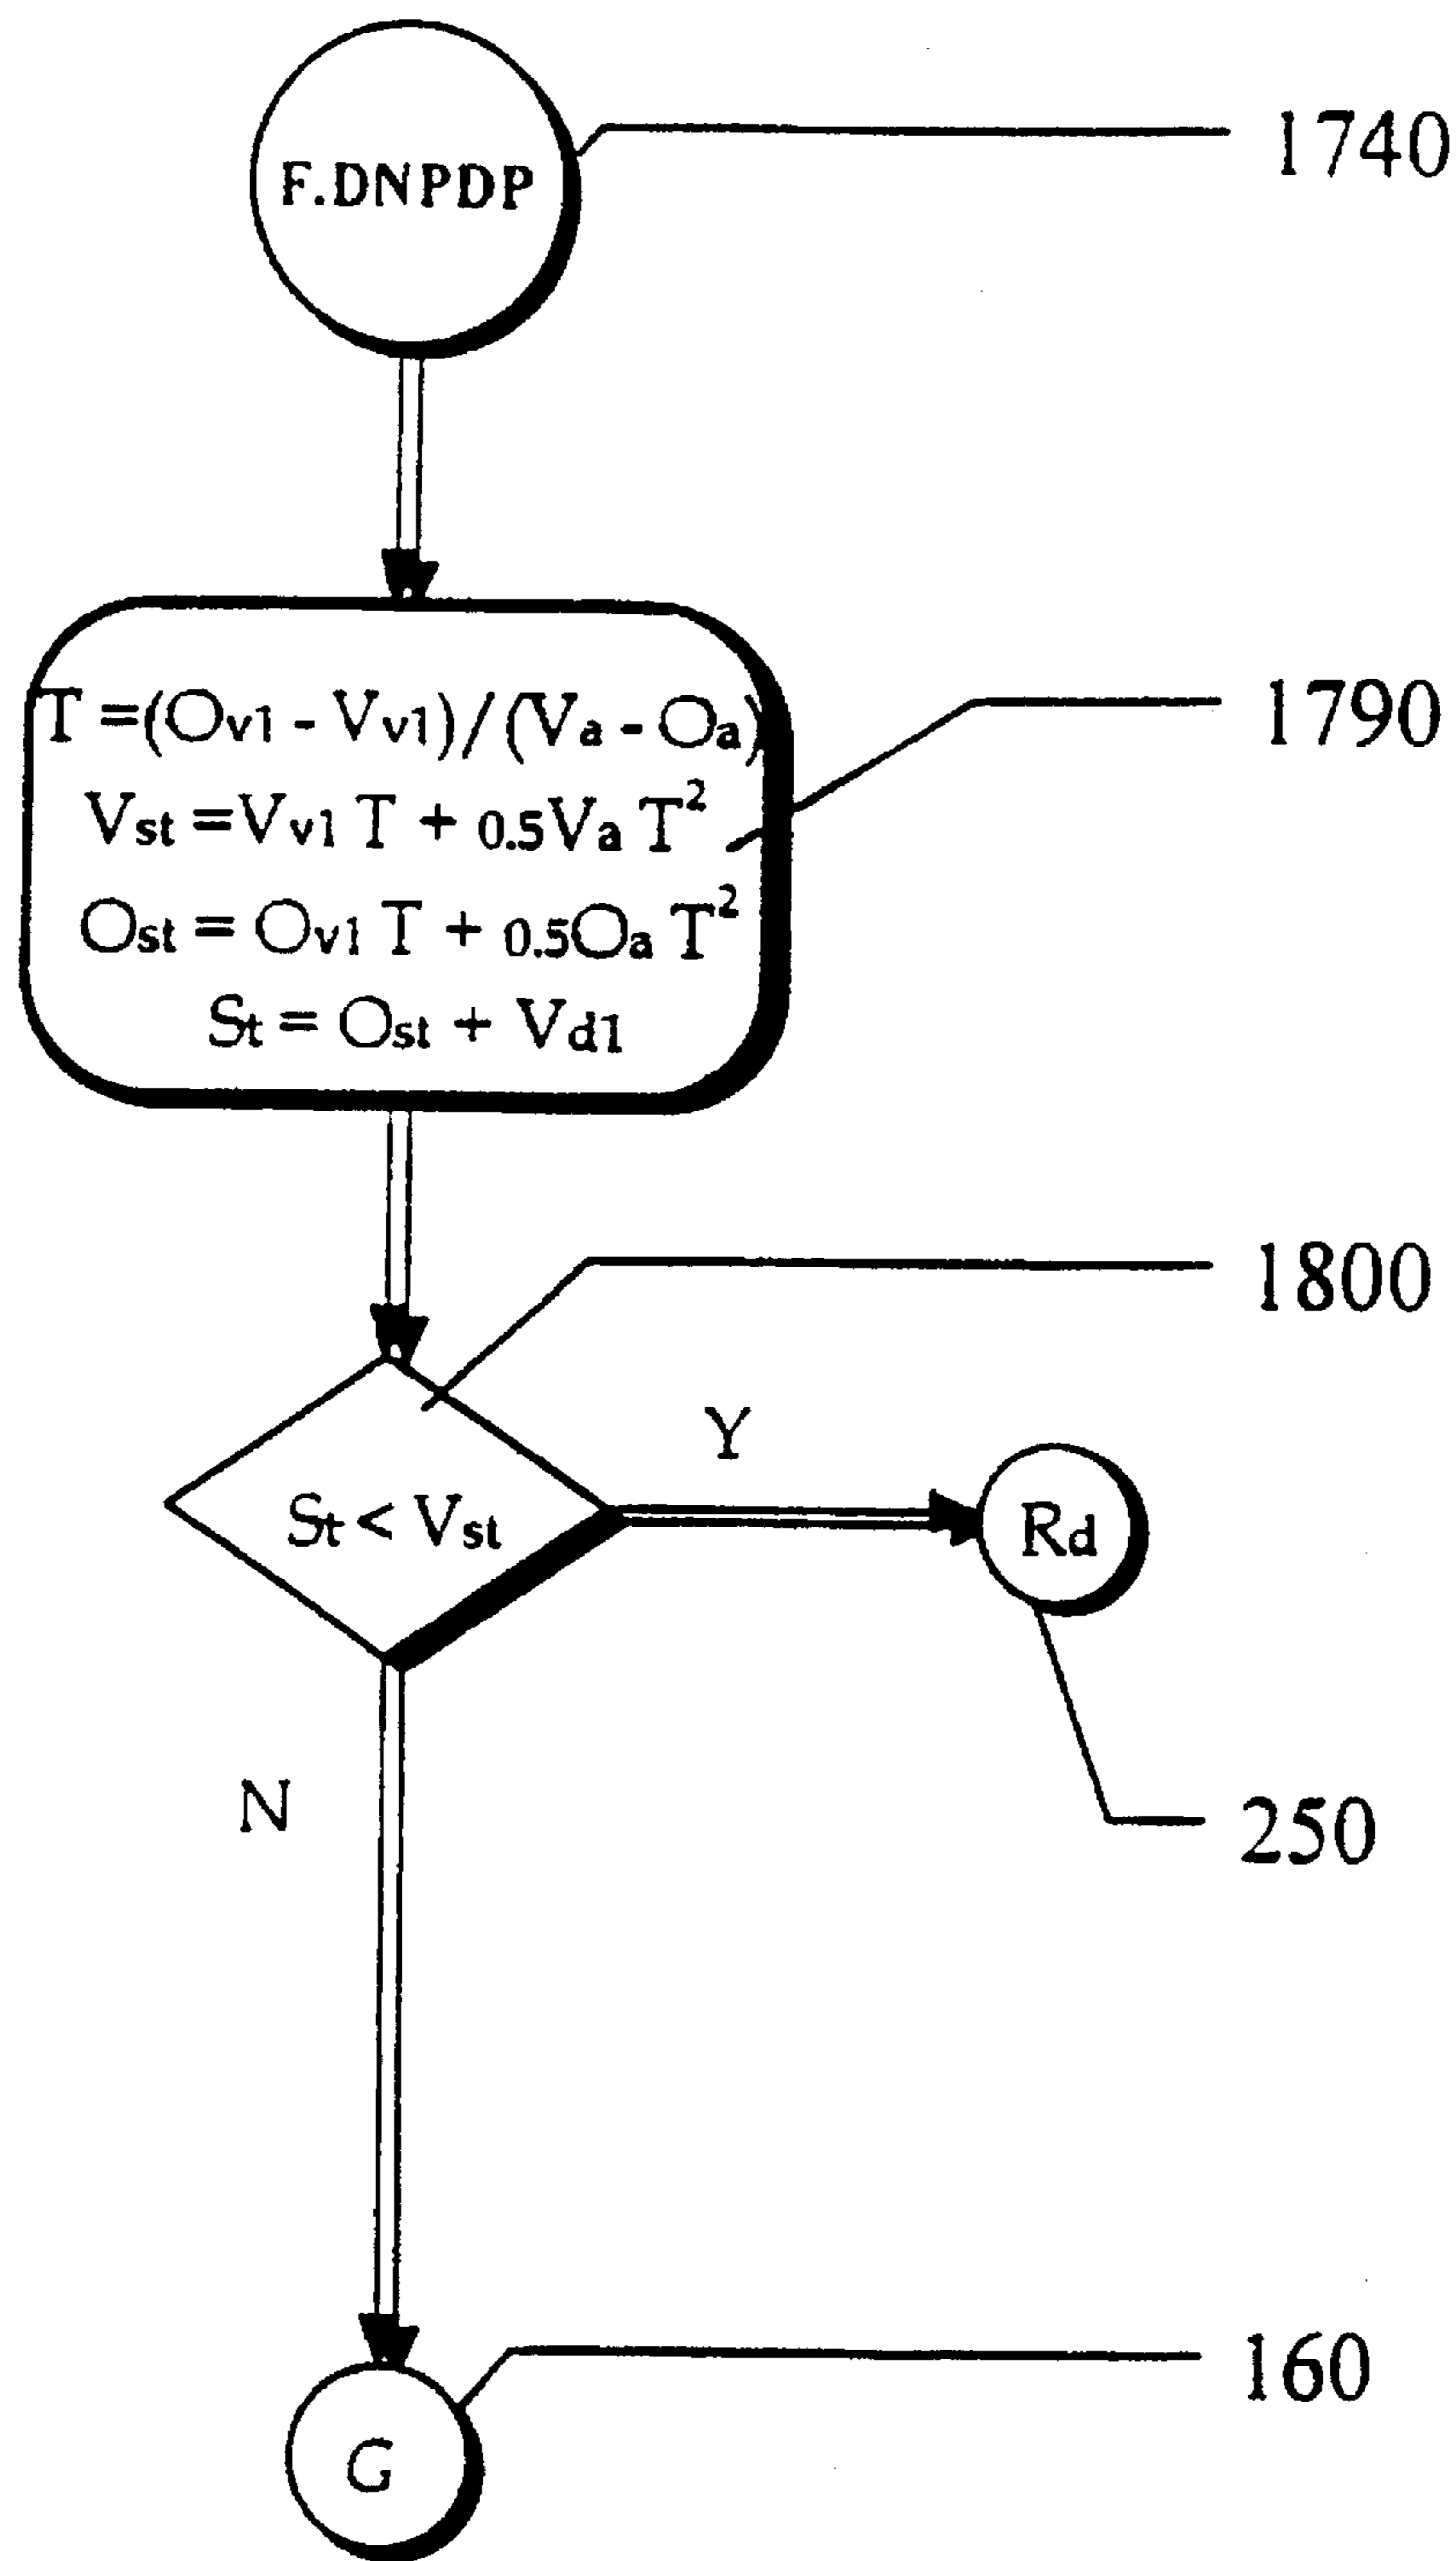 F.DNPDP
1740
T =(Ov1 - Vv1)/(Va - Oa)
1790
Vst =Vv1 T + 0.5Va T²
Ost = Ov1 T + 0.5Oa T²
St = Ost + Vd1
1800
Y
St < Vst
Rd
N
250
160
G